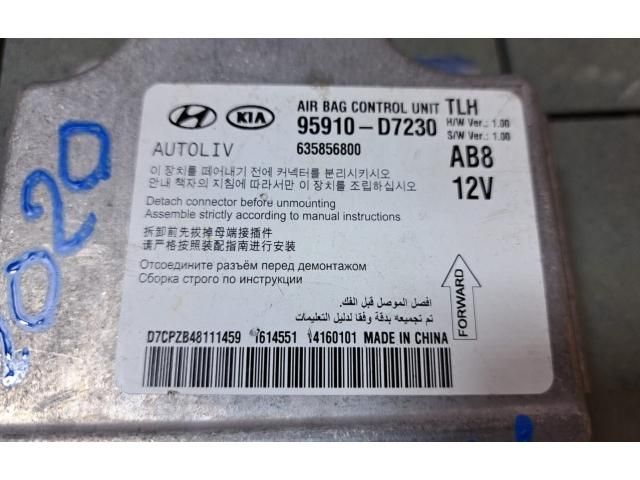 HYUNDAI KIA AIR BAG CONTROL UNIT TLH
95910-D7230 H/W Ver.: 1.00
S/W Ver.: 1.00
AUTOLIV 635856800 AB8
이 장치를 떼어내기 전에 커넥터를 분리시키시오
안내 책자의 지침에 따라서만 이 장치를 조립하십시오 12V
Detach connector before unmounting
Assemble strictly according to manual instructions
拆卸前先拔掉母端接插件
请严格按照装配指南进行安装
Отсоедините разъём перед демонтажом
Сборка строго по инструкции
افصل الموصل قبل الفك.
تم تجميعه بدقة وفقا لدليل التعليمات
FORWARD
D7CPZB48111459 7614551 14160101 MADE IN CHINA
2020